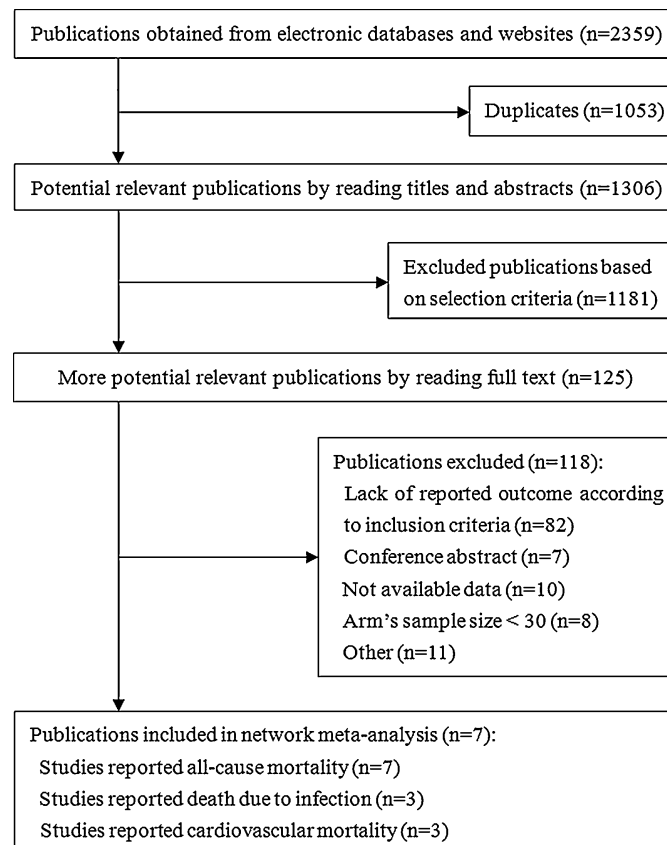 Publications obtained from electronic databases and websites (n=2359)
Duplicates (n=1053)
Potential relevant publications by reading titles and abstracts (n=1306)
Excluded publications based
on selection criteria (n=1181)
More potential relevant publications by reading full text (n=125)
Publications excluded (n=118):
Lack of reported outcome according
to inclusion criteria (n=82)
Conference abstract (n=7)
Not available data (n=10)
Arm's sample size < 30 (n=8)
Other (n=11)
Publications included in network meta-analysis (n=7):
Studies reported all-cause mortality (n=7)
Studies reported death due to infection (n=3)
Studies reported cardiovascular mortality (n=3)